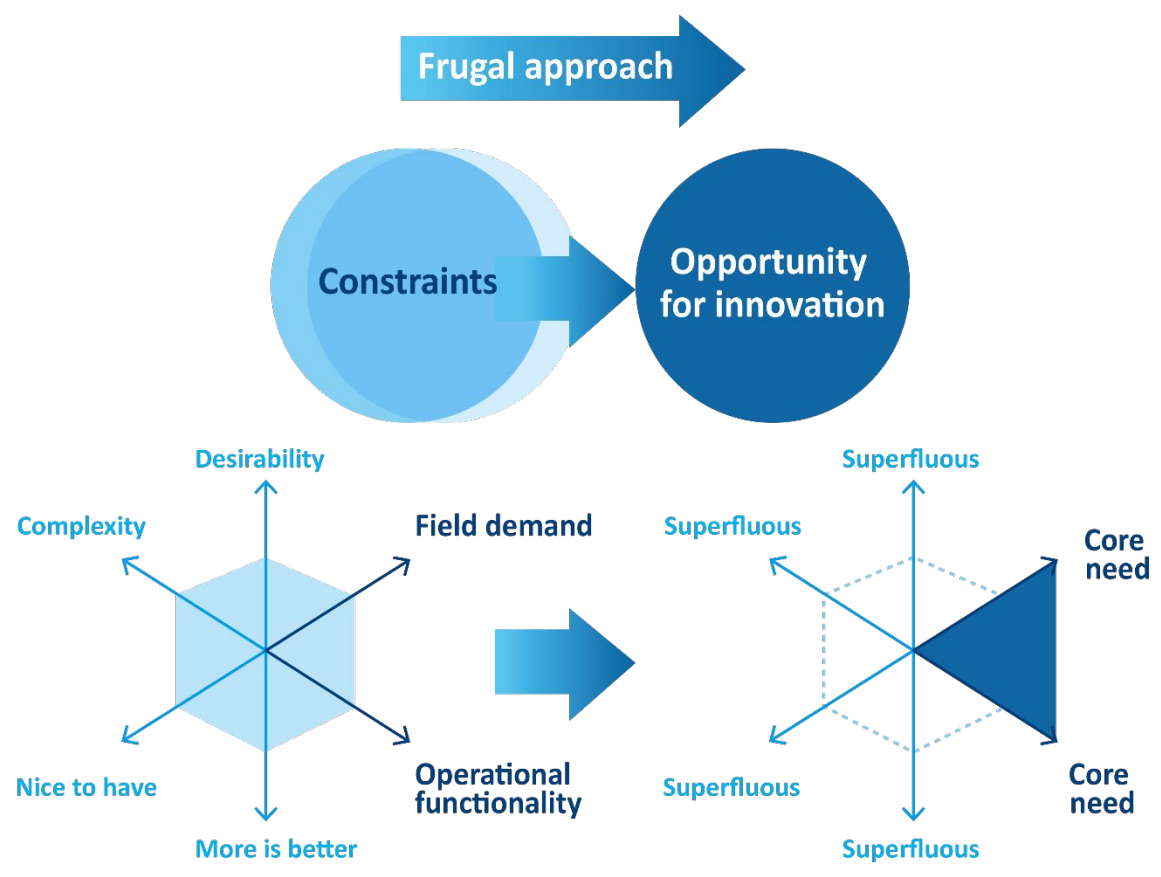 Frugal approach
Constraints
Opportunity
for innovation
Desirability
Complexity
Field demand
Nice to have
Operational
functionality
More is better
Superfluous
Superfluous
Core
need
Superfluous
Core
need
Superfluous